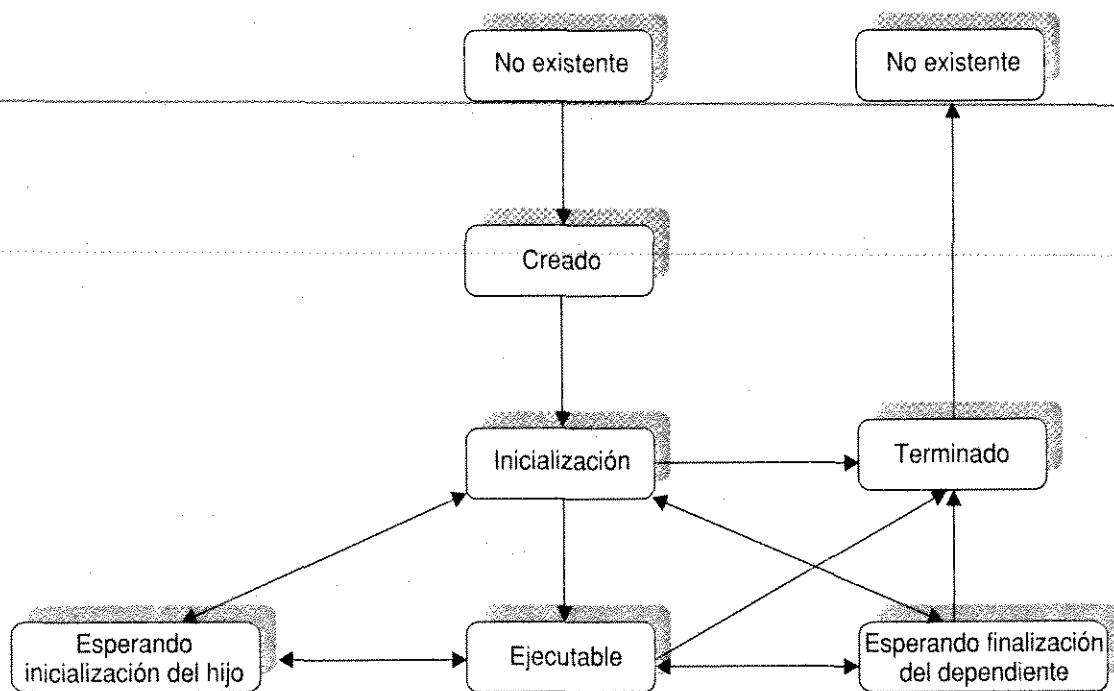 No existente
No existente
Creado
Inicialización
Terminado
Esperando
inicialización del hijo
Ejecutable
Esperando finalización
del dependiente